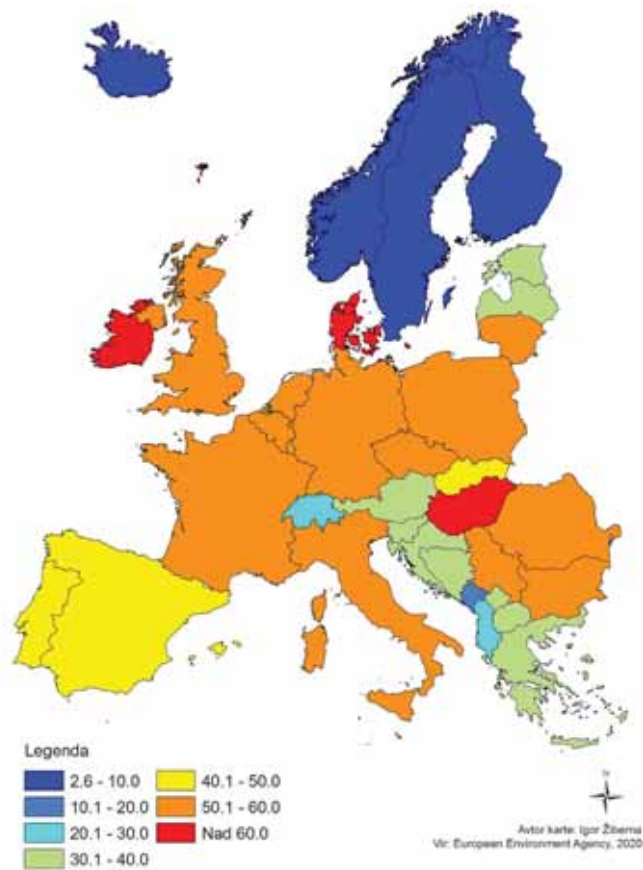 Legenda
2.6 - 10.0
10.1 - 20.0
20.1 - 30.0
30.1 - 40.0
40.1 - 50.0
50.1 - 60.0
Nad 60.0
N
Avtor karte: Igor Žiberna
Vir: European Environment Agency, 2020